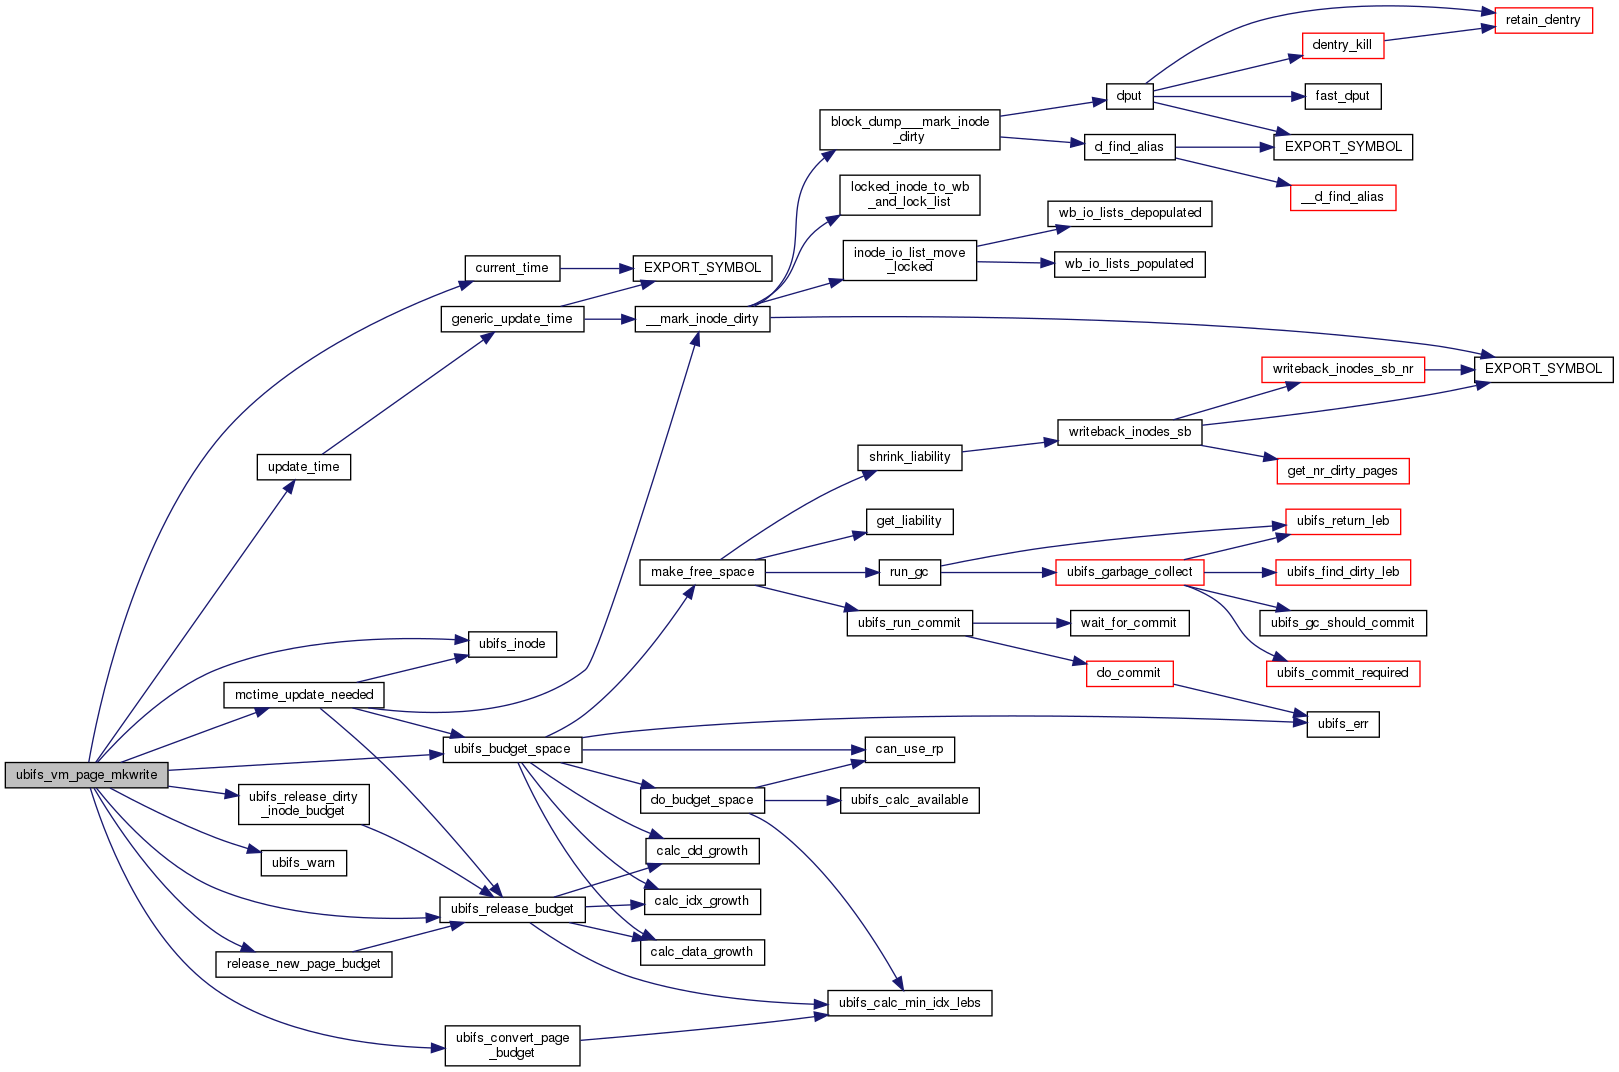 retain_dentry
dentry_kill
dput
fast_dput
block_dump___mark_inode
_dirty
EXPORT_SYMBOL
d_find_alias
locked_inode_to_wb
_and_lock_list
__d_find_alias
wb_io_lists_depopulated
inode_io_list_move
_locked
wb_io_lists_populated
current_time
EXPORT_SYMBOL
generic_update_time
__mark_inode_dirty
writeback_inodes_sb_nr
EXPORT_SYMBOL
writeback_inodes_sb
shrink_liability
update_time
get_nr_dirty_pages
get_liability
ubifs_return_leb
make_free_space
run_gc
ubifs_garbage_collect
ubifs_find_dirty_leb
ubifs_run_commit
wait_for_commit
ubifs_gc_should_commit
ubifs_inode
do_commit
ubifs_commit_required
mctime_update_needed
ubifs_err
ubifs_budget_space
can_use_rp
ubifs_vm_page_mkwrite
ubifs_release_dirty
_inode_budget
do_budget_space
ubifs_calc_available
ubifs_warn
calc_dd_growth
ubifs_release_budget
calc_idx_growth
release_new_page_budget
calc_data_growth
ubifs_calc_min_idx_lebs
ubifs_convert_page
_budget